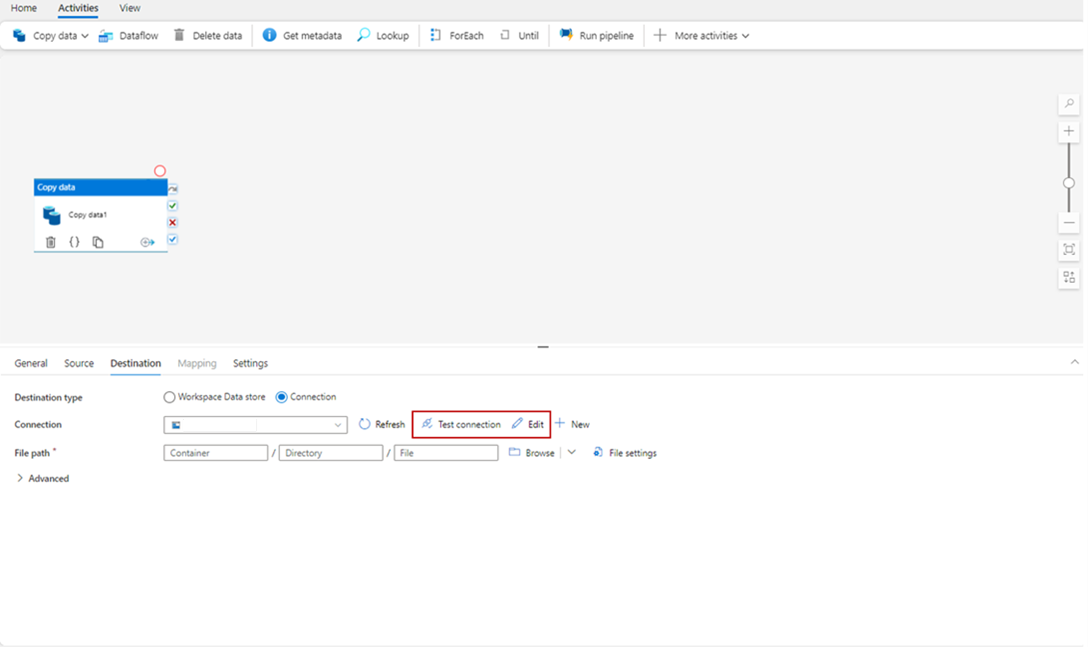 Home Activities View
Copy data Dataflow Delete data Get metadata Lookup ForEach Until Run pipeline More activities
Copy data
Copy data1
{}
General Source Destination Mapping Settings
Destination type Workspace Data store Connection
Connection Refresh Test connection Edit New
File path * Container / Directory / File Browse File settings
Advanced